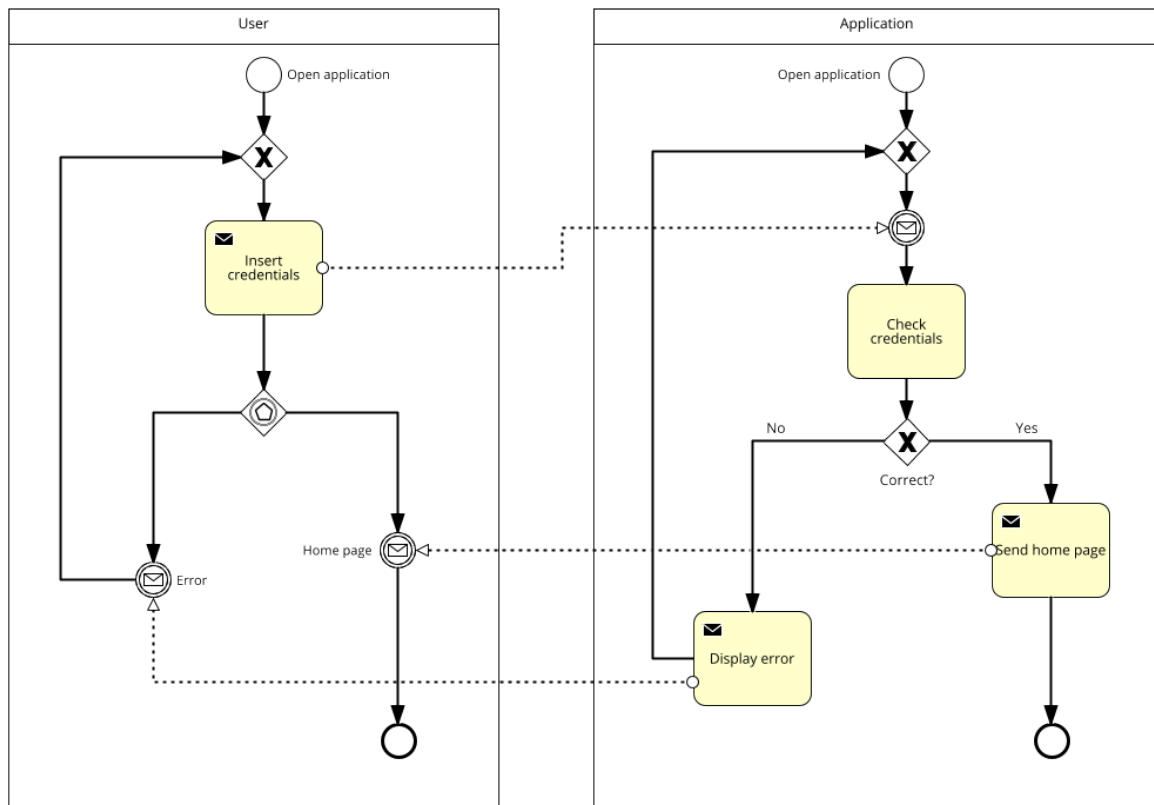 User
Application
Open application
Open application
Insert
credentials
Check
credentials
No
Yes
Correct?
Send home page
Home page
Error
Display error